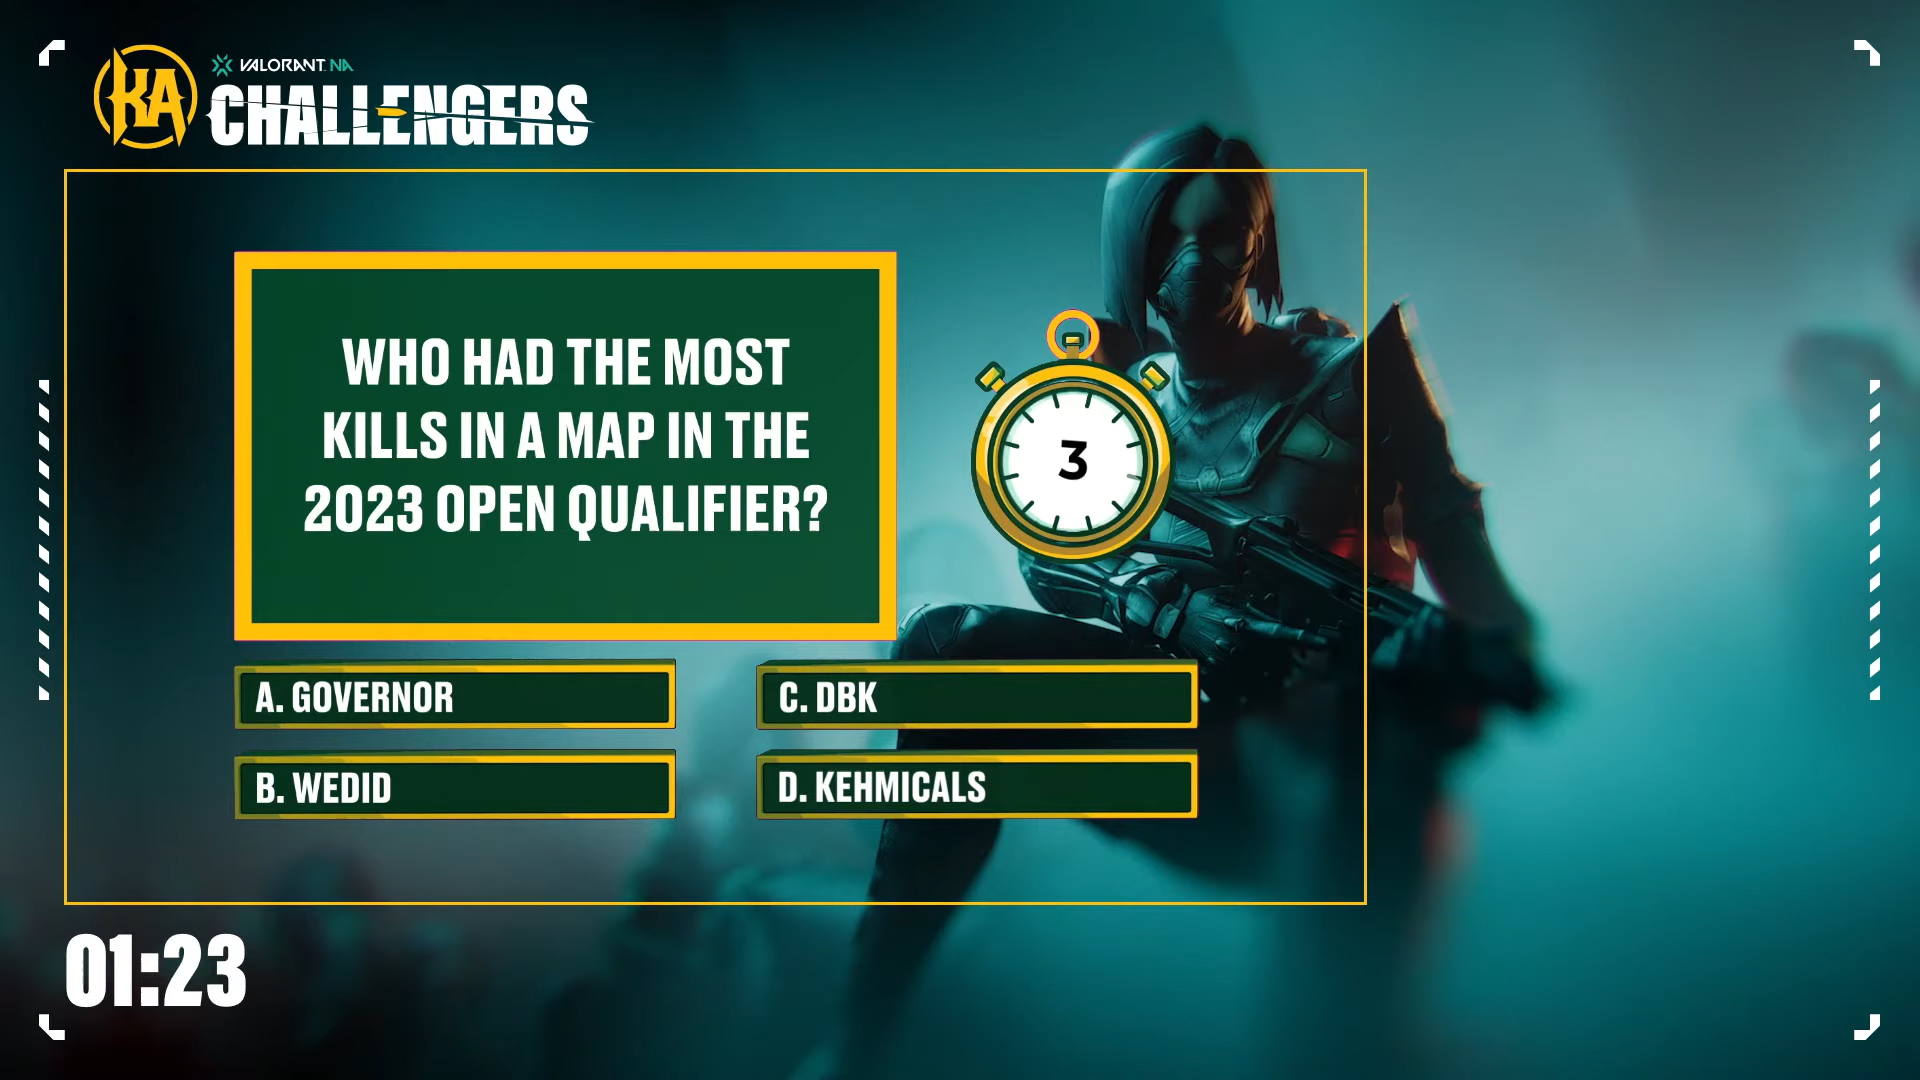 KA
VALORANT NA
CHALLENGERS
WHO HAD THE MOST
KILLS IN A MAP IN THE
2023 OPEN QUALIFIER?
3
A. GOVERNOR
C. DBK
B. WEDID
D. KEHMICALS
01:23